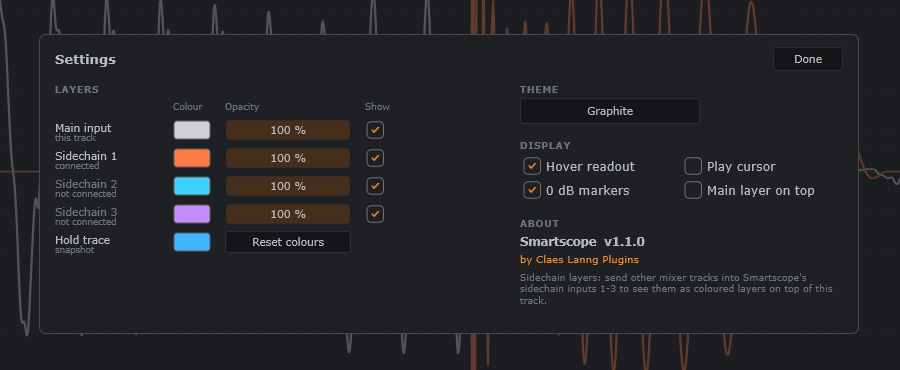 Settings
Done
LAYERS
Colour Opacity Show
Main input
this track
100 %
Sidechain 1
connected
100 %
Sidechain 2
not connected
100 %
Sidechain 3
not connected
100 %
Hold trace
snapshot
Reset colours
THEME
Graphite
DISPLAY
Hover readout Play cursor
0 dB markers Main layer on top
ABOUT
Smartscope v1.1.0
by Claes Lanng Plugins
Sidechain layers: send other mixer tracks into Smartscope's
sidechain inputs 1-3 to see them as coloured layers on top of this
track.